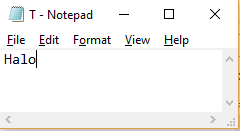 T - Notepad
File Edit Format View Help
Halo